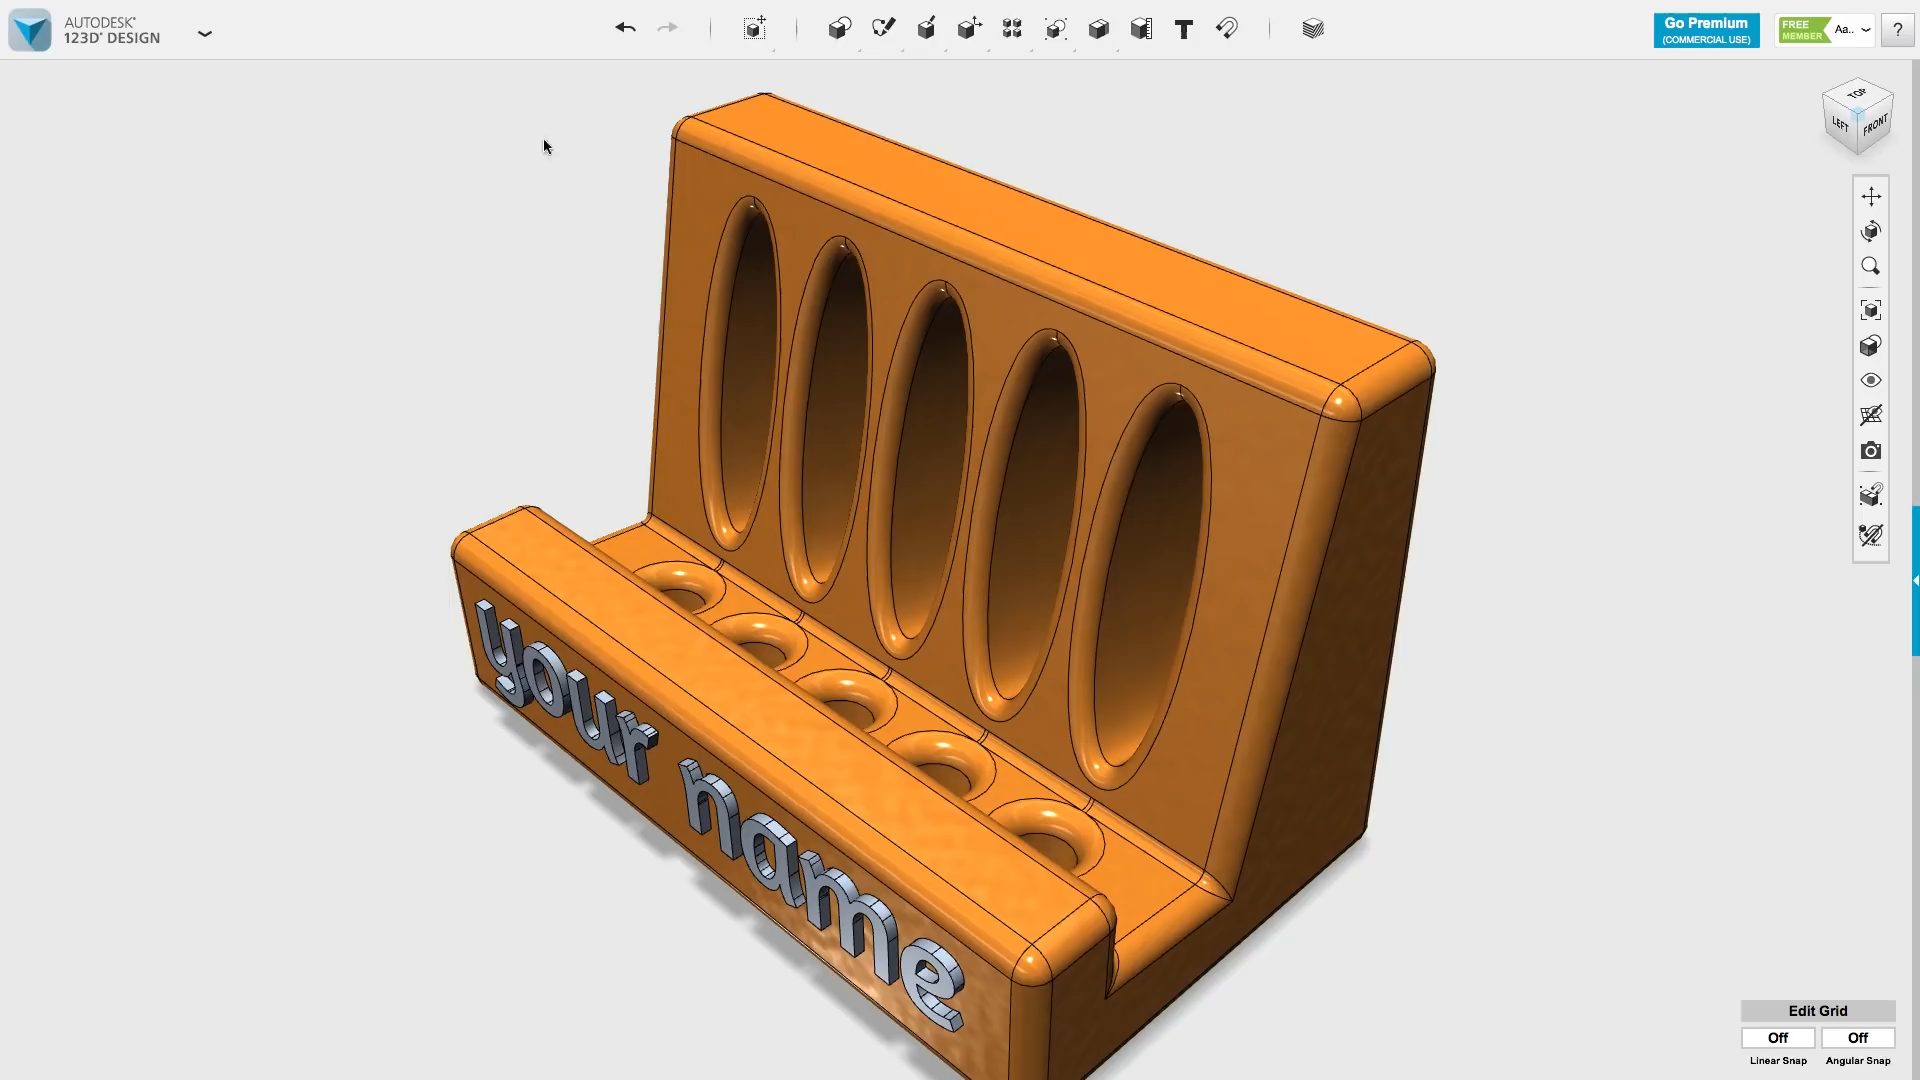 AUTODESK®
123D® DESIGN
Go Premium
(COMMERCIAL USE)
FREE
MEMBER
Aa..
?
TOP
LEFT
FRONT
your name
Edit Grid
Off
Off
Linear Snap
Angular Snap